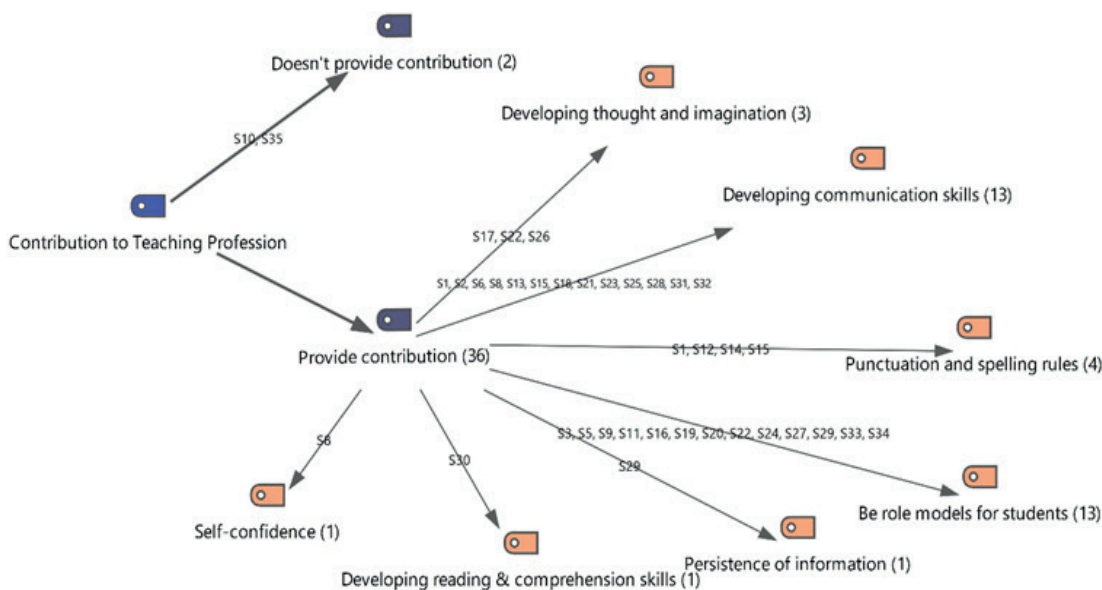 Doesn't provide contribution (2)
Developing thought and imagination (3)
S10, S35
Developing communication skills (13)
Contribution to Teaching Profession
S17, S22, S26
S1, S2, S6, S8, S13, S15, S18, S21, S23, S25, S28, S31, S32
Provide contribution (36)
S1, S12, S14, S15
Punctuation and spelling rules (4)
S3, S5, S9, S11, S16, S19, S20, S22, S24, S27, S29, S33, S34
S8
S30
S29
Be role models for students (13)
Self-confidence (1)
Persistence of information (1)
Developing reading & comprehension skills (1)